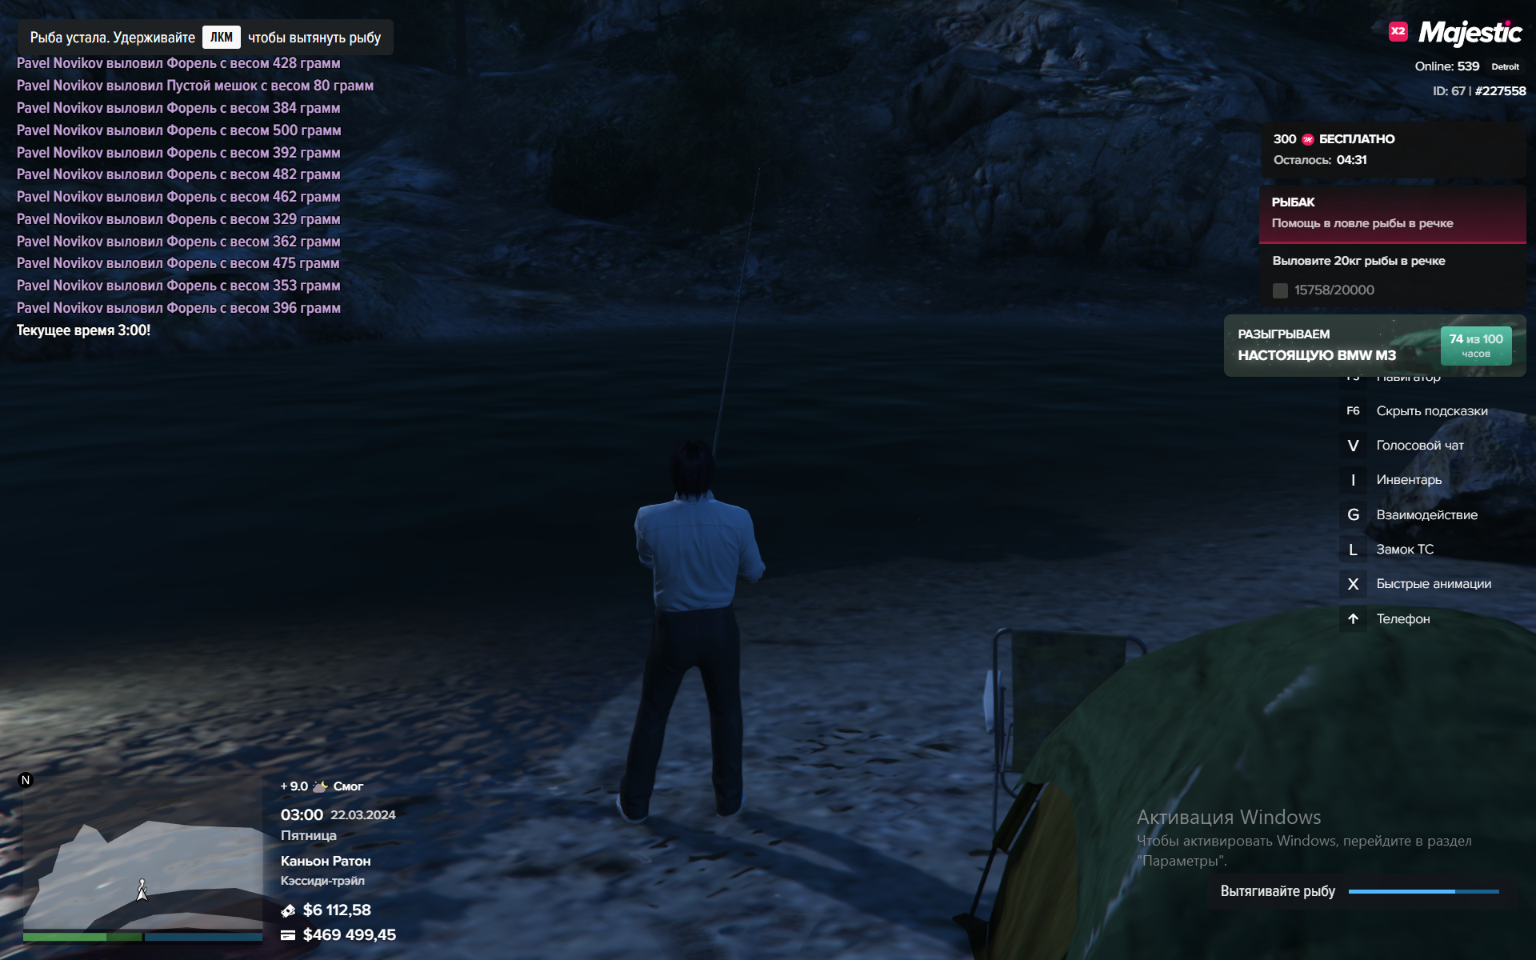 Рыба устала. Удерживайте ЛКМ чтобы вытянуть рыбу
Pavel Novikov выловил Форель с весом 428 грамм
Pavel Novikov выловил Пустой мешок с весом 80 грамм
Pavel Novikov выловил Форель с весом 384 грамм
Pavel Novikov выловил Форель с весом 500 грамм
Pavel Novikov выловил Форель с весом 392 грамм
Pavel Novikov выловил Форель с весом 482 грамм
Pavel Novikov выловил Форель с весом 462 грамм
Pavel Novikov выловил Форель с весом 329 грамм
Pavel Novikov выловил Форель с весом 362 грамм
Pavel Novikov выловил Форель с весом 475 грамм
Pavel Novikov выловил Форель с весом 353 грамм
Pavel Novikov выловил Форель с весом 396 грамм
Текущее время 3:00!
X2 Majestic
Online: 539 Detroit
ID: 67 | #227558
300 БЕСПЛАТНО
Осталось: 04:31
РЫБАК
Помощь в ловле рыбы в речке
Выловите 20кг рыбы в речке
15758/20000
РАЗЫГРЫВАЕМ
НАСТОЯЩУЮ BMW M3
74 из 100
часов
Навигатор
F6 Скрыть подсказки
V Голосовой чат
I Инвентарь
G Взаимодействие
L Замок ТС
X Быстрые анимации
Телефон
N
+ 9.0 Смог
03:00 22.03.2024
Пятница
Каньон Ратон
Кэссиди-трэйл
$6 112,58
$469 499,45
Активация Windows
Чтобы активировать Windows, перейдите в раздел
"Параметры".
Вытягивайте рыбу